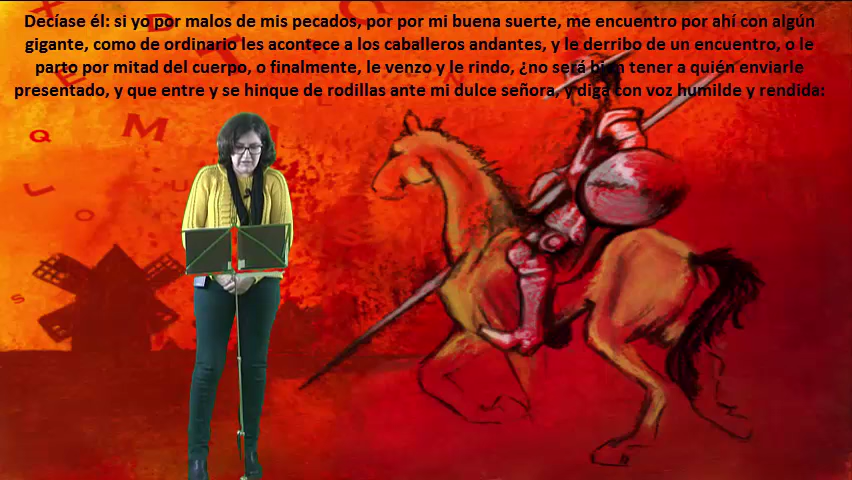 Decíase él: si yo por malos de mis pecados, por por mi buena suerte, me encuentro por ahí con algún
gigante, como de ordinario les acontece a los caballeros andantes, y le derribo de un encuentro, o le
parto por mitad del cuerpo, o finalmente, le venzo y le rindo, ¿no será bien tener a quién enviarle
presentado, y que entre y se hinque de rodillas ante mi dulce señora, y diga con voz humilde y rendida:
D
T
E
Q
M
L
U
O
S